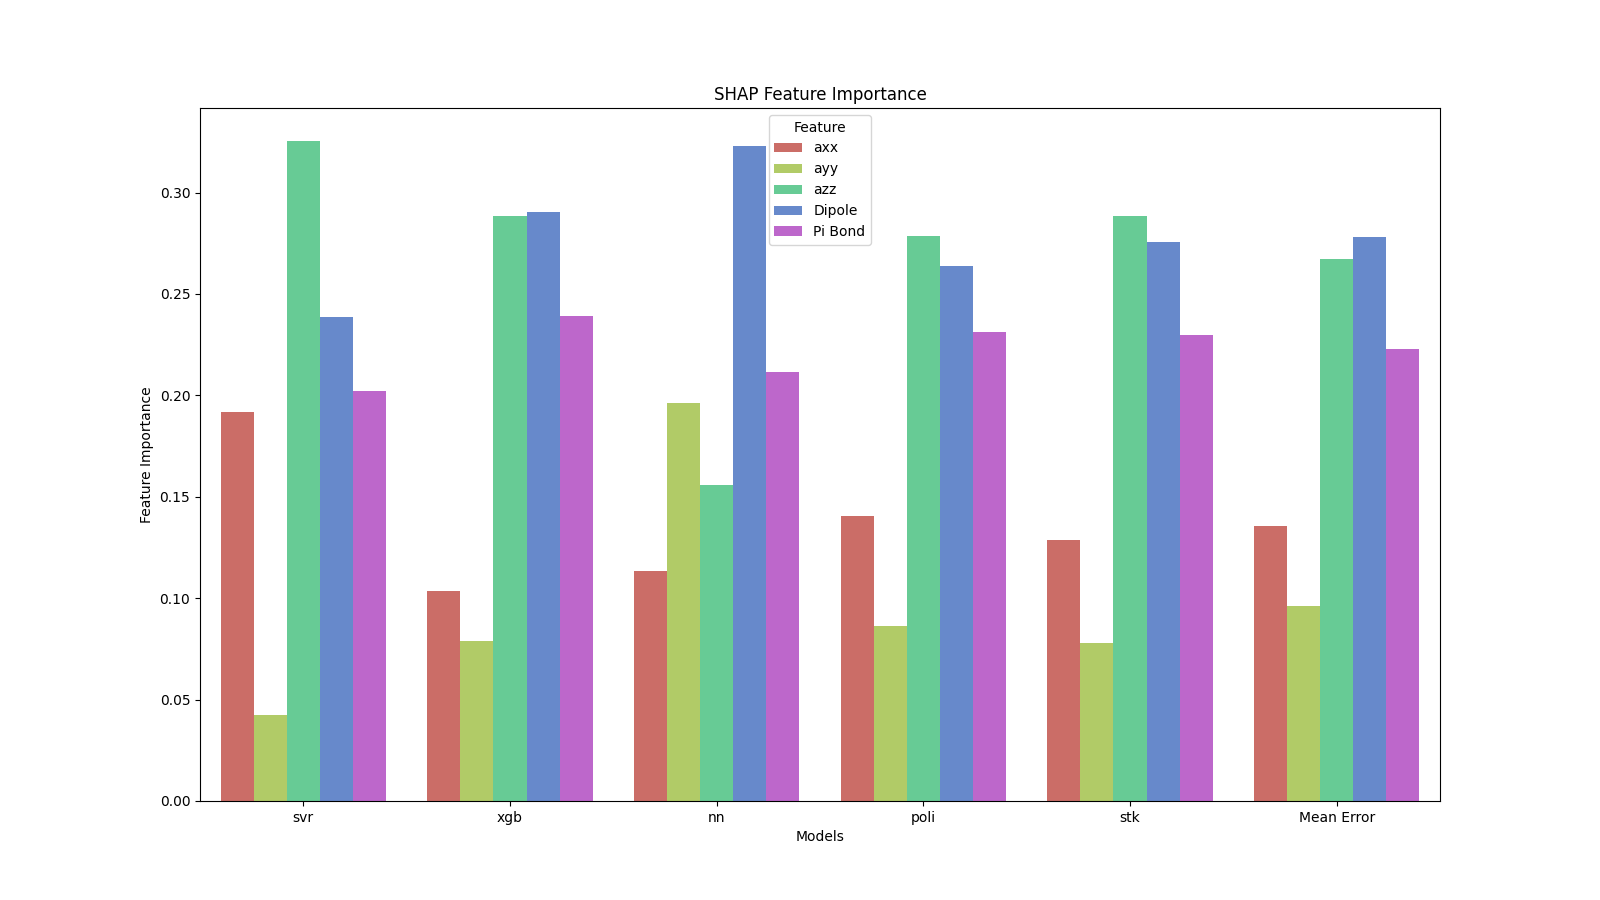 SHAP Feature Importance
Feature
axx
ayy
azz
Dipole
Pi Bond
Feature Importance
0.30
0.25
0.20
0.15
0.10
0.05
0.00
svr xgb nn poli stk Mean Error
Models